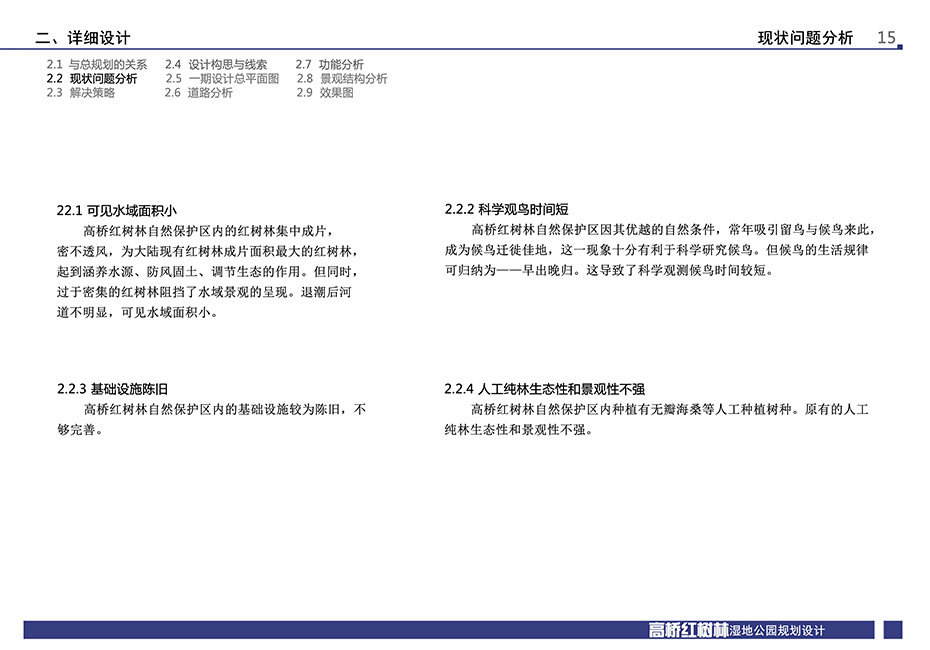 二、详细设计
现状问题分析 15
2.1 与总规划的关系 2.4 设计构思与线索 2.7 功能分析
2.2 现状问题分析 2.5 一期设计总平面图 2.8 景观结构分析
2.3 解决策略 2.6 道路分析 2.9 效果图
22.1 可见水域面积小
高桥红树林自然保护区内的红树林集中成片，
密不透风，为大陆现有红树林成片面积最大的红树林，
起到涵养水源、防风固土、调节生态的作用。但同时，
过于密集的红树林阻挡了水域景观的呈现。退潮后河
道不明显，可见水域面积小。
2.2.2 科学观鸟时间短
高桥红树林自然保护区因其优越的自然条件，常年吸引留鸟与候鸟来此，
成为候鸟迁徙佳地，这一现象十分有利于科学研究候鸟。但候鸟的生活规律
可归纳为——早出晚归。这导致了科学观测候鸟时间较短。
2.2.3 基础设施陈旧
高桥红树林自然保护区内的基础设施较为陈旧，不
够完善。
2.2.4 人工纯林生态性和景观性不强
高桥红树林自然保护区内种植有无瓣海桑等人工种植树种。原有的人工
纯林生态性和景观性不强。
高桥红树林湿地公园规划设计